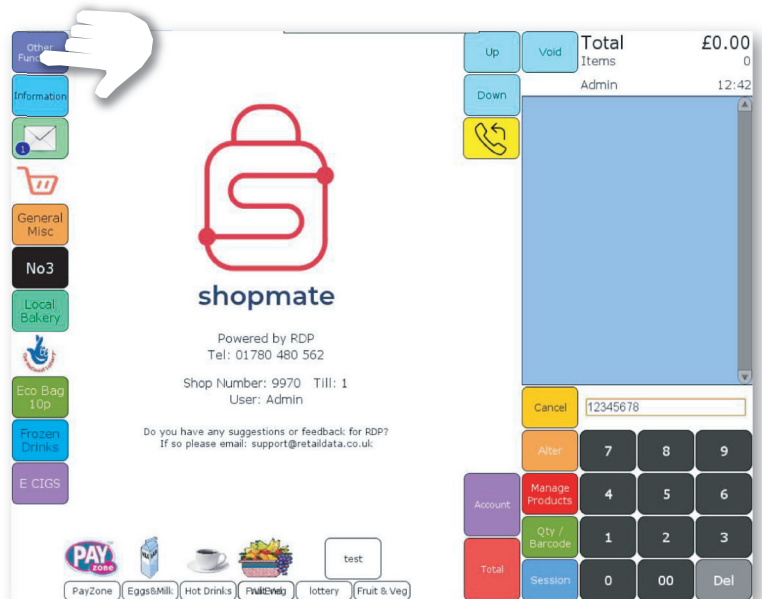 Other
Information
1
General
Misc
No3
Local
Bakery
The National Lottery
Eco Bag
10p
Frozen
Drinks
E CIGS
shopmate
Powered by RDP
Tel: 01780 480 562
Shop Number: 9970 Till: 1
User: Admin
Do you have any suggestions or feedback for RDP?
If so please email: support@retaildata.co.uk
PAY
zone
test
PayZone
Eggs&Milk
Hot Drinks
lottery
Fruit & Veg
Up
Void
Down
Total £0.00
Items 0
Admin 12:42
Cancel
12345678
Alter
7 8 9
Account
Manage
Products
4 5 6
Qty /
Barcode
1 2 3
Total
Session
0 00 Del